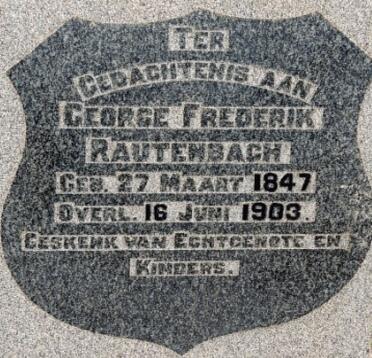 TER
GEDACHTENIS AAN
GEORGE FREDERIK
RAUTENBACH
GEB. 27 MAART 1847
OVERL. 16 JUNI 1903.
GESKENK VAN ECHTGENOTE EN
KINDERS.